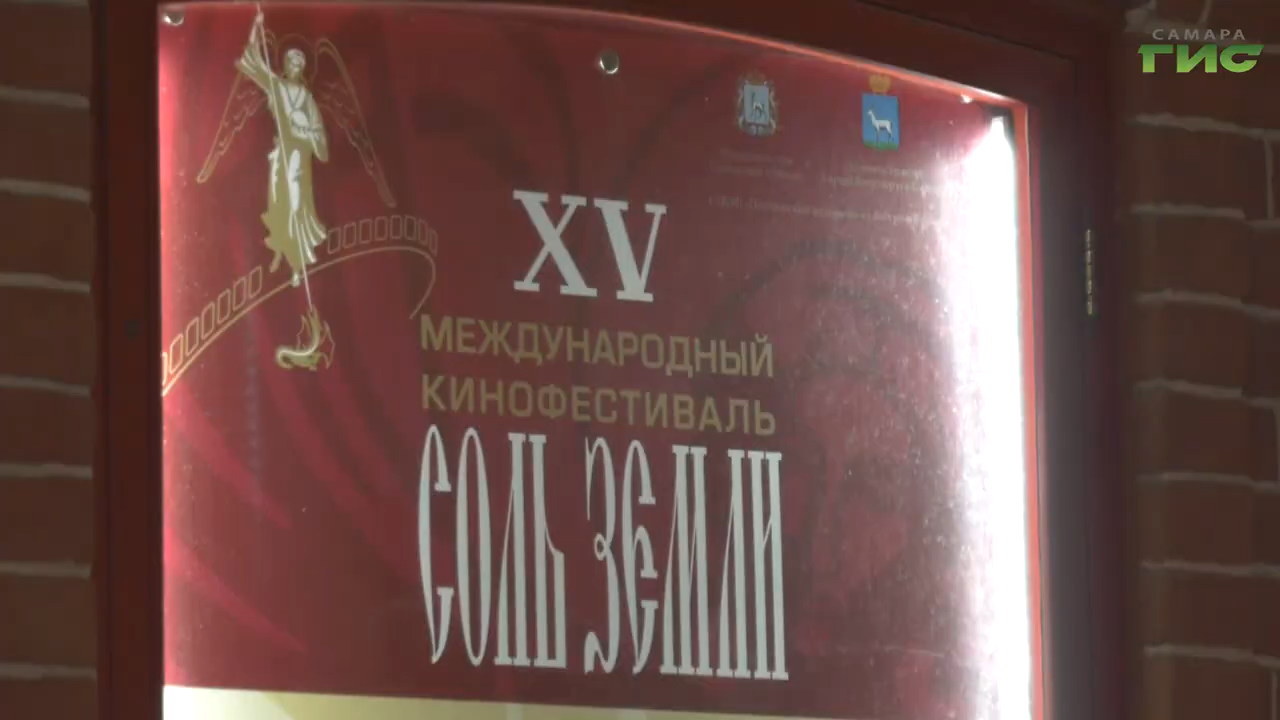 САМАРА
ГИС
XV
МЕЖДУНАРОДНЫЙ
КИНОФЕСТИВАЛЬ
СОЛЬ ЗЕМЛИ